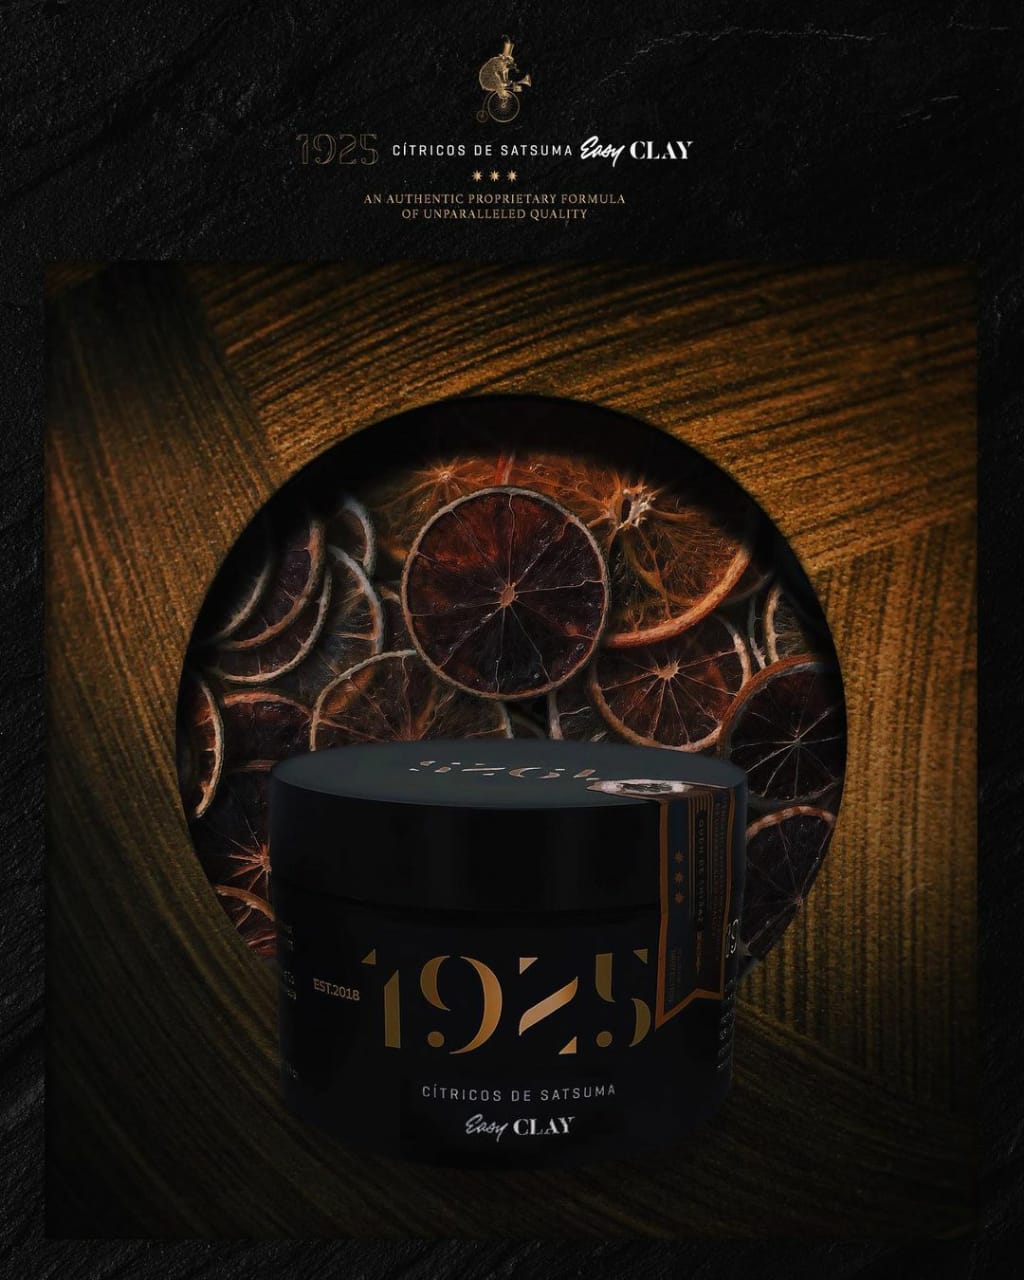 1925 CÍTRICOS DE SATSUMA Easy CLAY
AN AUTHENTIC PROPRIETARY FORMULA
OF UNPARALLELED QUALITY
1925
EST.2018
1925
CÍTRICOS DE SATSUMA
Easy CLAY